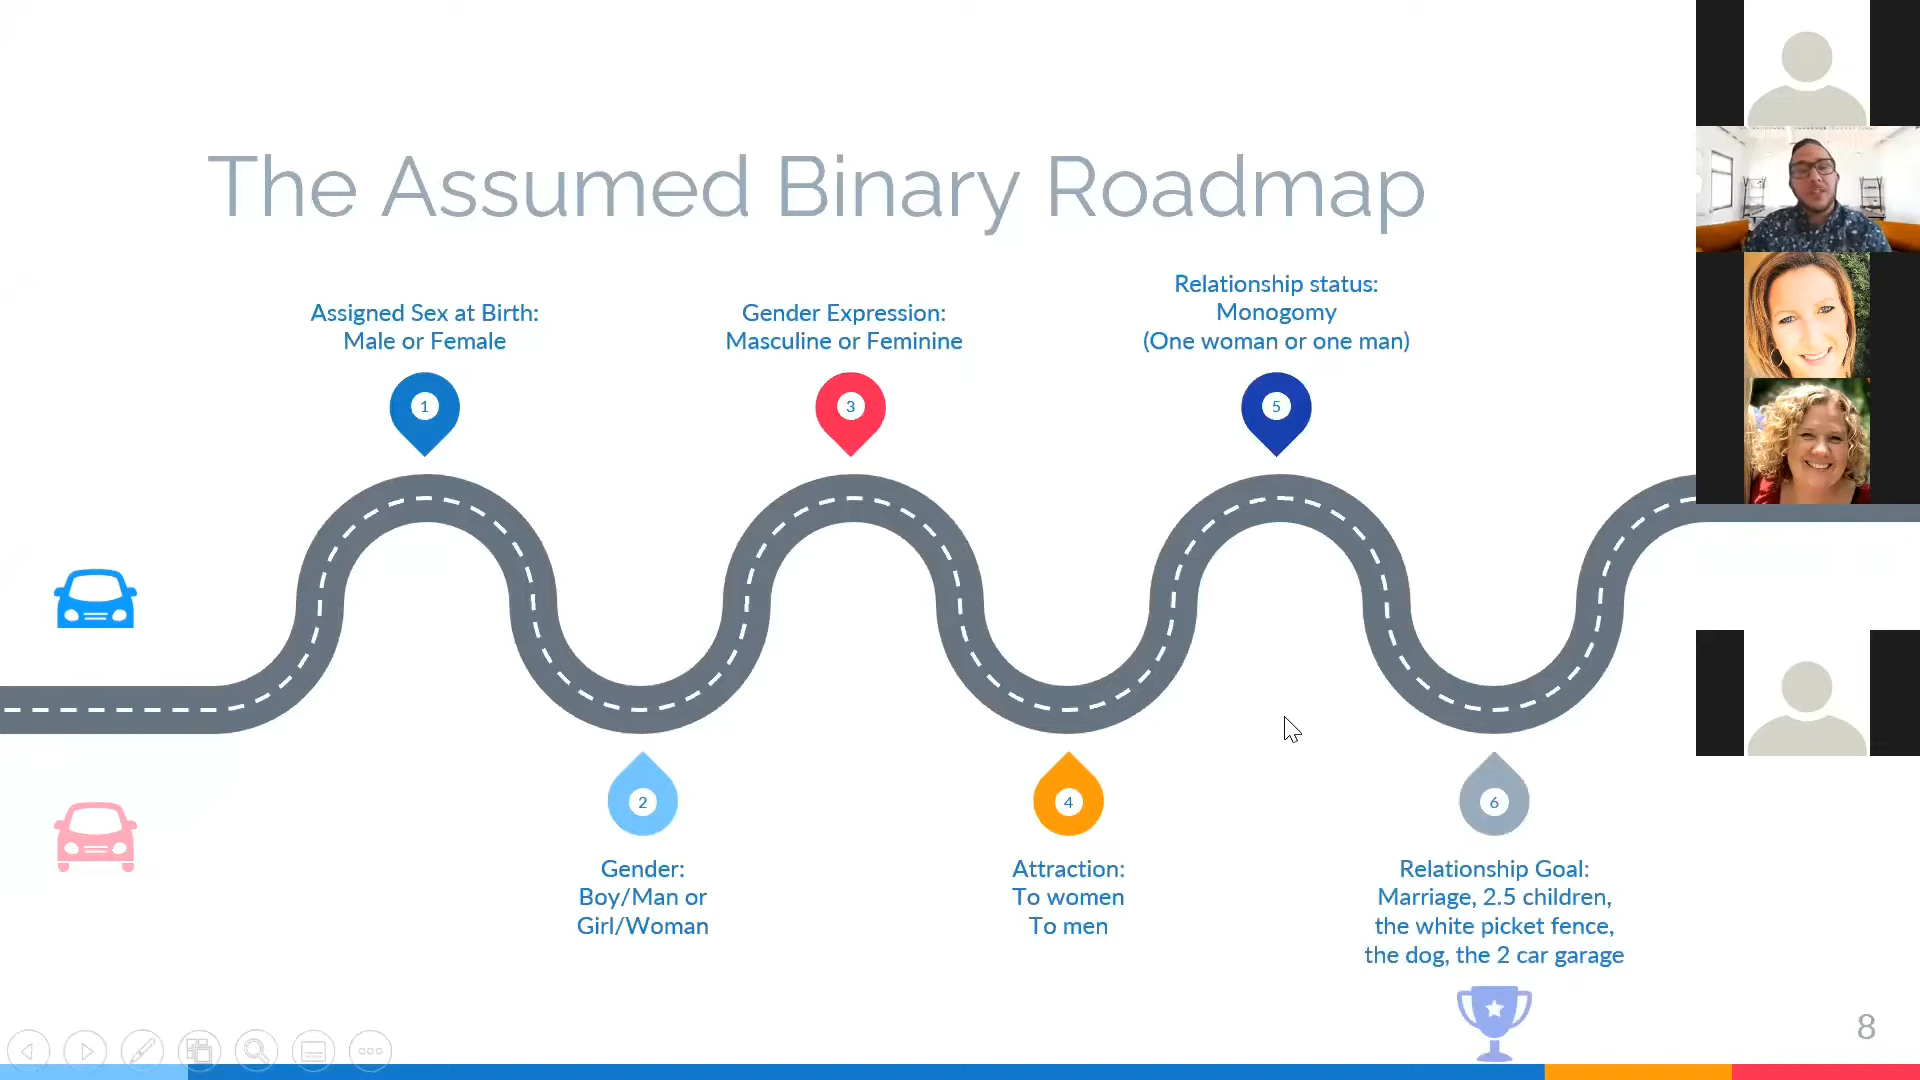 The Assumed Binary Roadmap
Assigned Sex at Birth:
Male or Female
1
2
Gender:
Boy/Man or
Girl/Woman
Gender Expression:
Masculine or Feminine
3
4
Attraction:
To women
To men
Relationship status:
Monogomy
(One woman or one man)
5
6
Relationship Goal:
Marriage, 2.5 children,
the white picket fence,
the dog, the 2 car garage
8